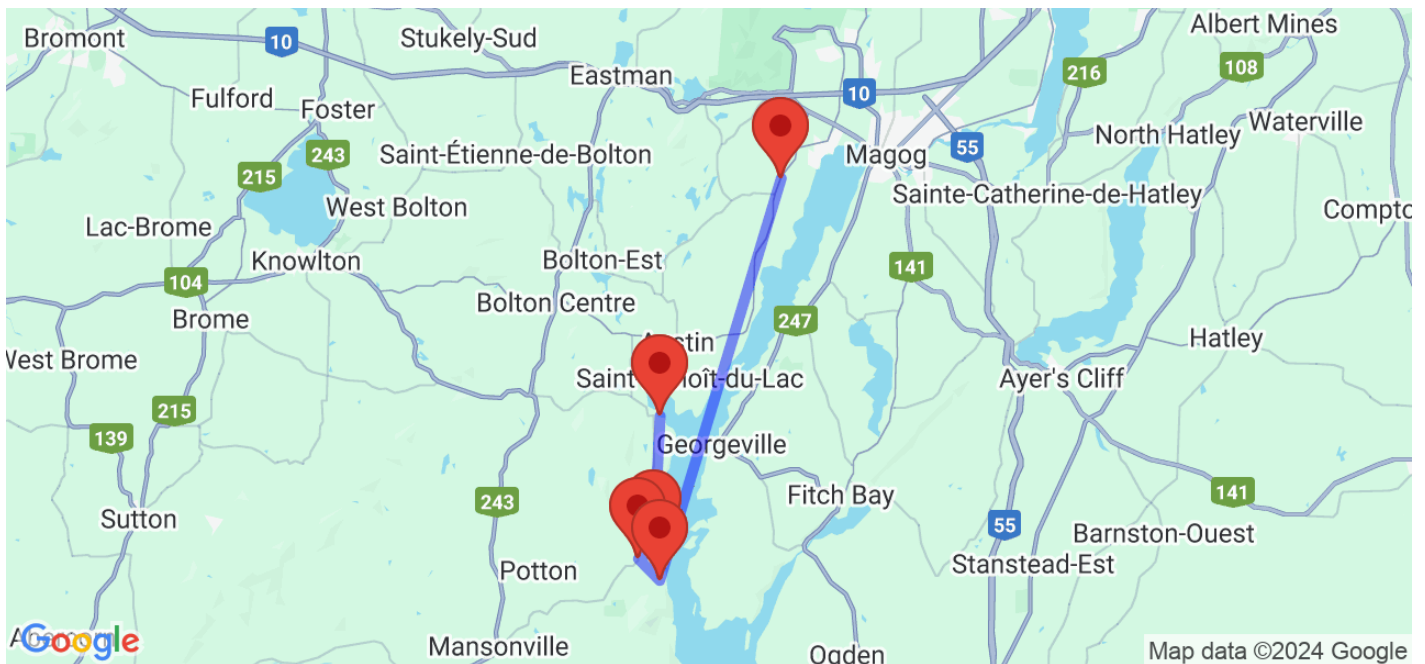 Albert Mines
Bromont
10
Stukely-Sud
216
108
Eastman
10
Fulford
Foster
North Hatley
Waterville
243
Saint-Étienne-de-Bolton
Magog
55
215
Sainte-Catherine-de-Hatley
West Bolton
Compto
Lac-Brome
Knowlton
Bolton-Est
141
104
Bolton Centre
Brome
247
Hatley
West Brome
Ayer's Cliff
215
139
Georgeville
243
Fitch Bay
141
Sutton
55
Barnston-Ouest
Potton
Stanstead-Est
Google
Mansonville
Ogden
Map data ©2024 Google